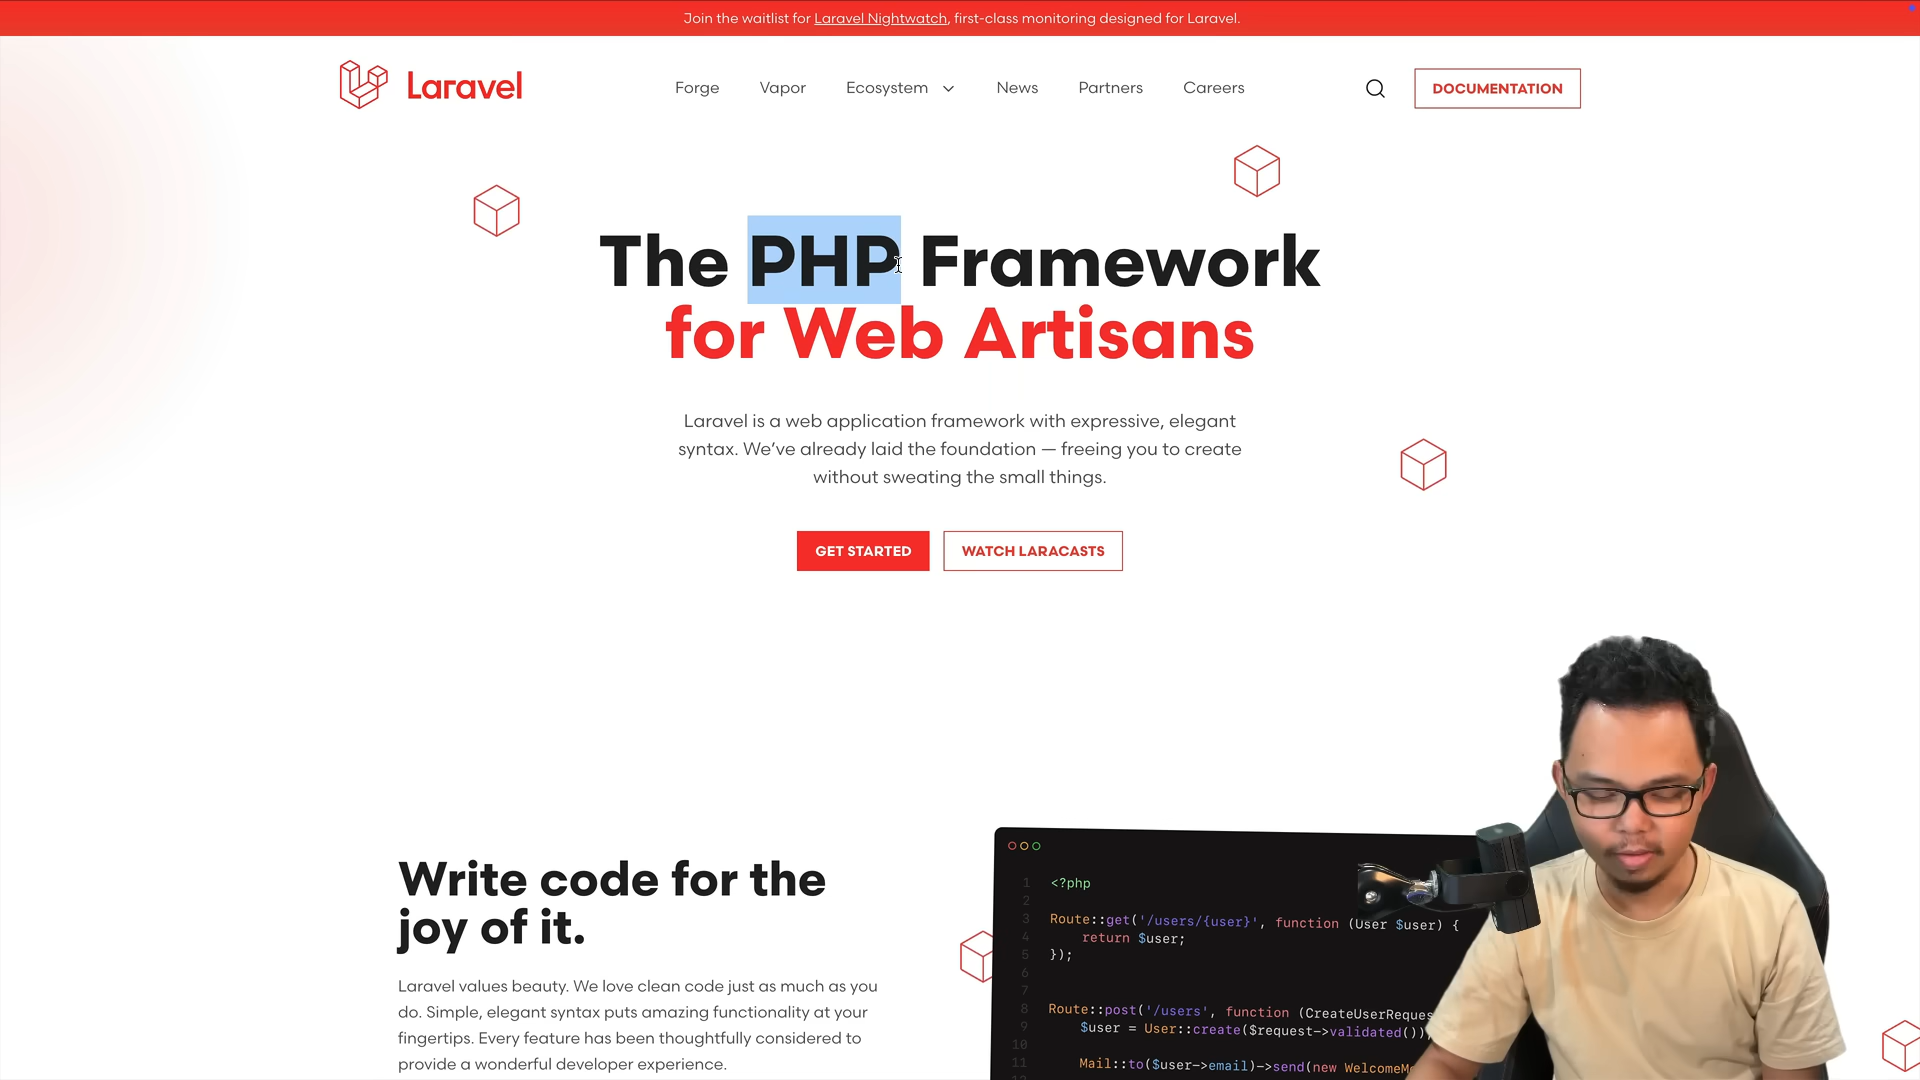 Join the waitlist for Laravel Nightwatch, first-class monitoring designed for Laravel.
Laravel
Forge
Vapor
Ecosystem
News
Partners
Careers
DOCUMENTATION
The PHP Framework
for Web Artisans
Laravel is a web application framework with expressive, elegant
syntax. We've already laid the foundation — freeing you to create
without sweating the small things.
GET STARTED
WATCH LARACASTS
Write code for the
joy of it.
Laravel values beauty. We love clean code just as much as you
do. Simple, elegant syntax puts amazing functionality at your
fingertips. Every feature has been thoughtfully considered to
provide a wonderful developer experience.
1 <?php
2
3 Route::get('/users/{user}', function (User $user) {
4 return $user;
5 });
6
7
8 Route::post('/users', function (CreateUserReques
9 $user = User::create($request->validated())
10
11 Mail::to($user->email)->send(new WelcomeM